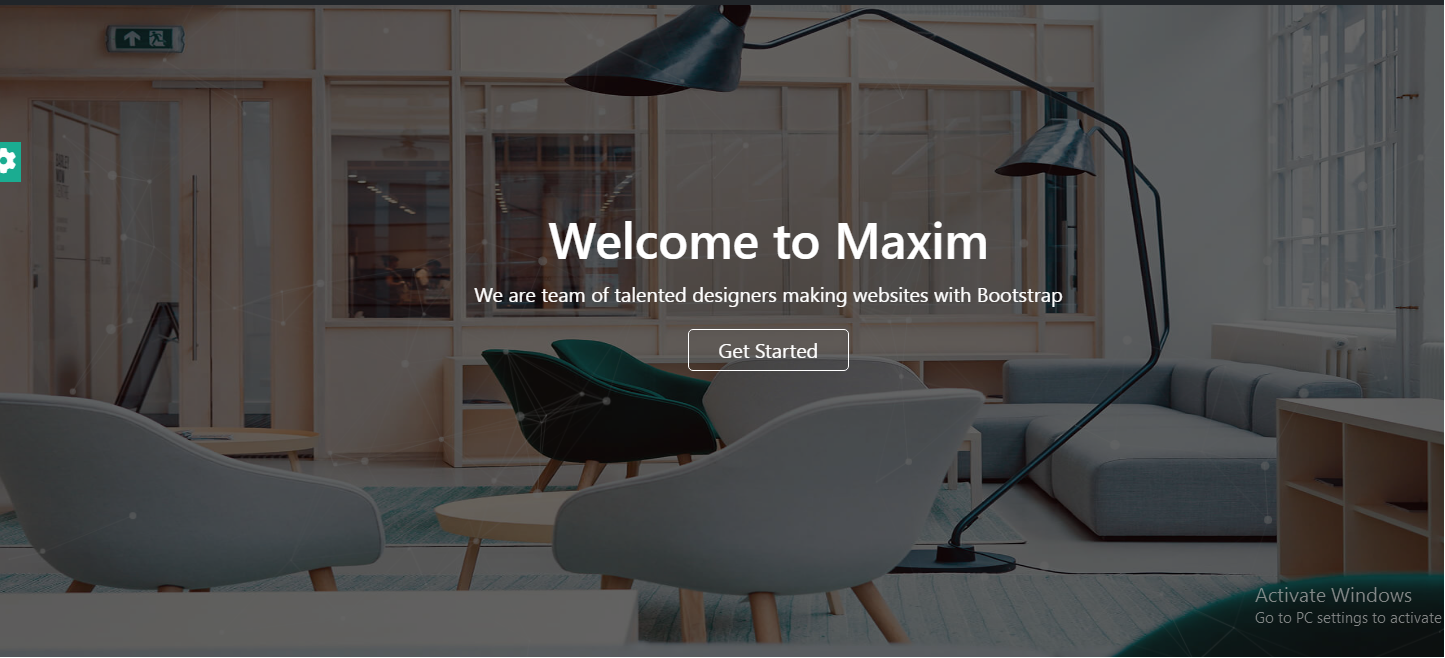 Welcome to Maxim
We are team of talented designers making websites with Bootstrap
Get Started
Activate Windows
Go to PC settings to activate